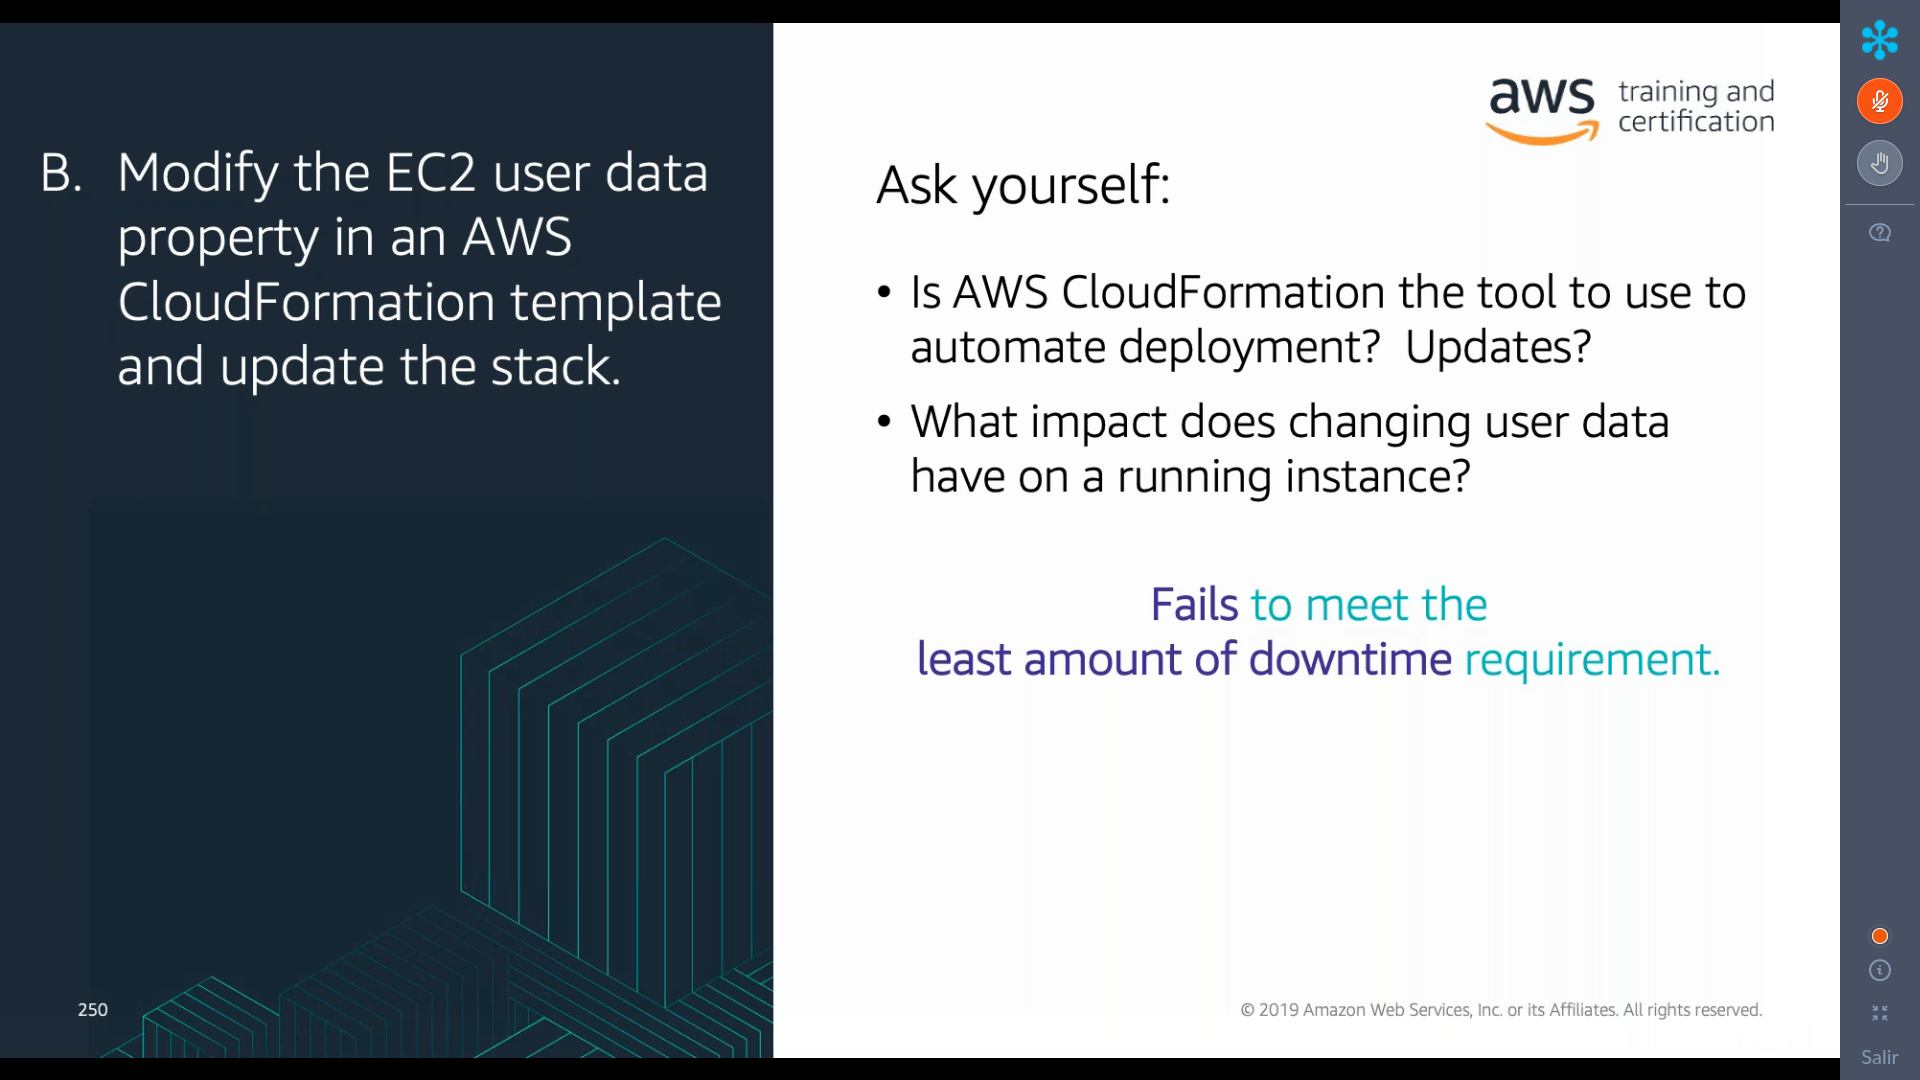 B. Modify the EC2 user data
property in an AWS
CloudFormation template
and update the stack.
250
aws training and
certification
Ask yourself:
• Is AWS CloudFormation the tool to use to
automate deployment?  Updates?
• What impact does changing user data
have on a running instance?
Fails to meet the
least amount of downtime requirement.
© 2019 Amazon Web Services, Inc. or its Affiliates. All rights reserved.
Salir